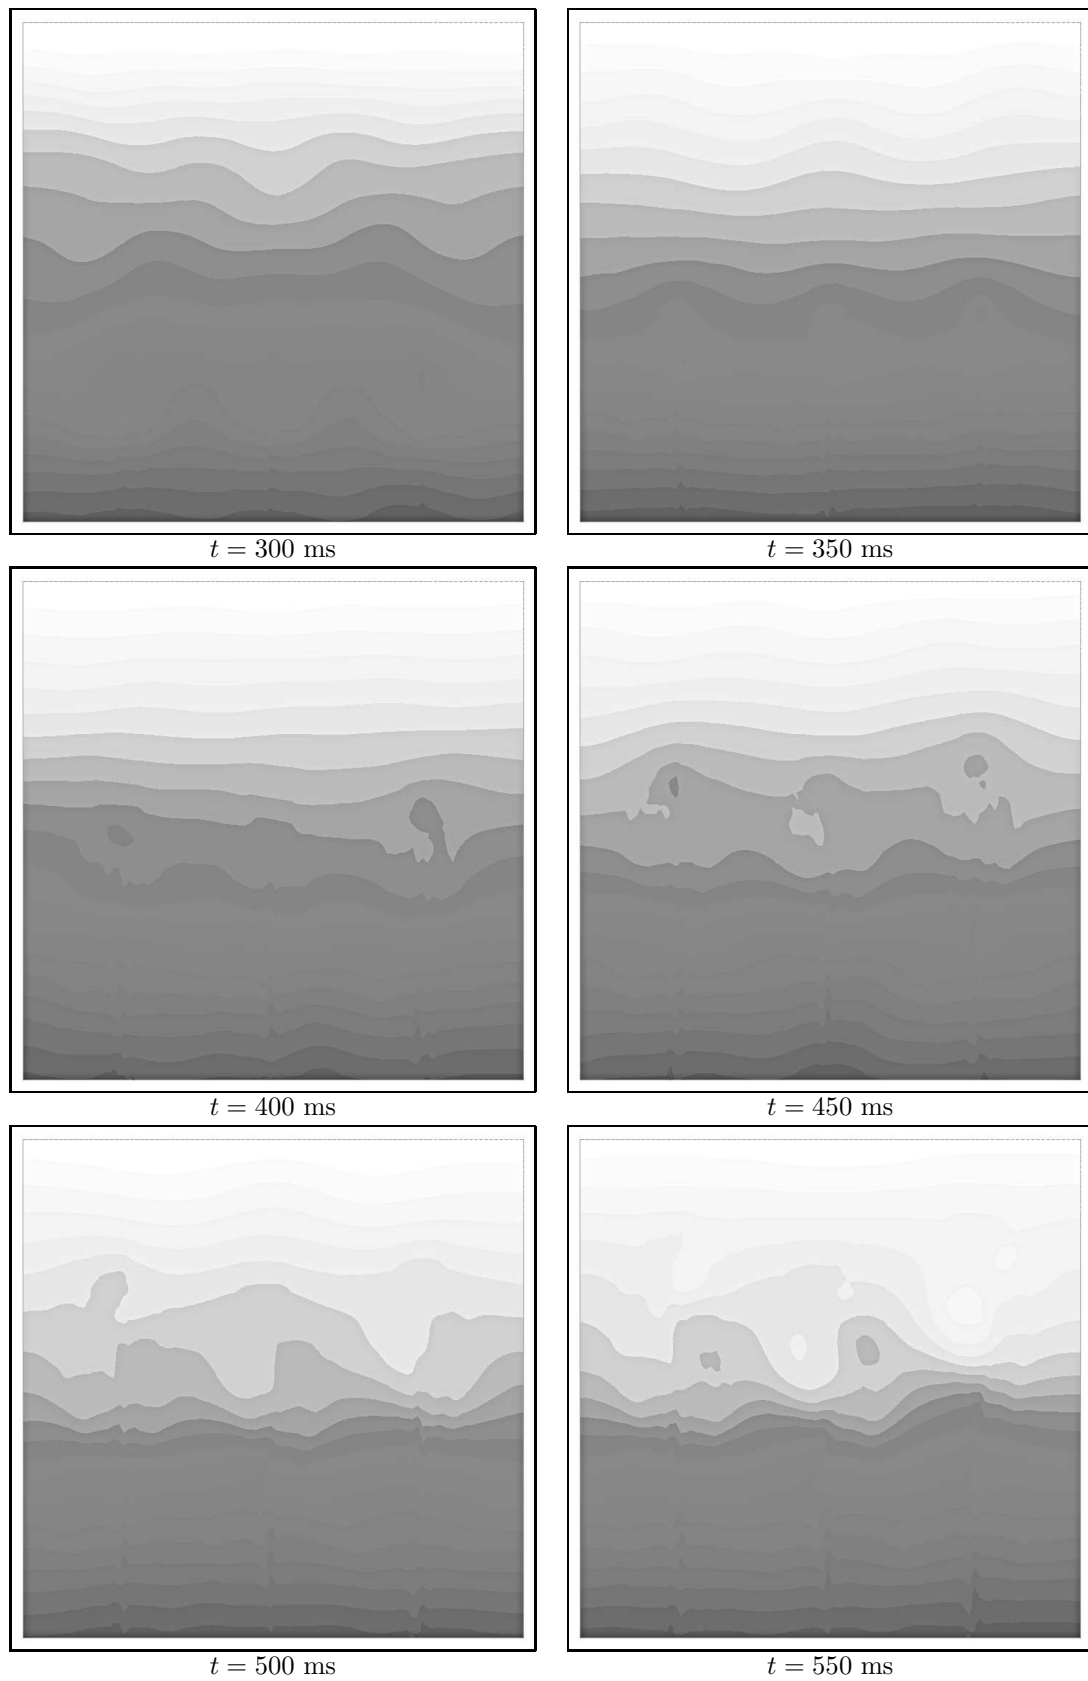 t = 300 ms
t = 350 ms
t = 400 ms
t = 450 ms
t = 500 ms
t = 550 ms